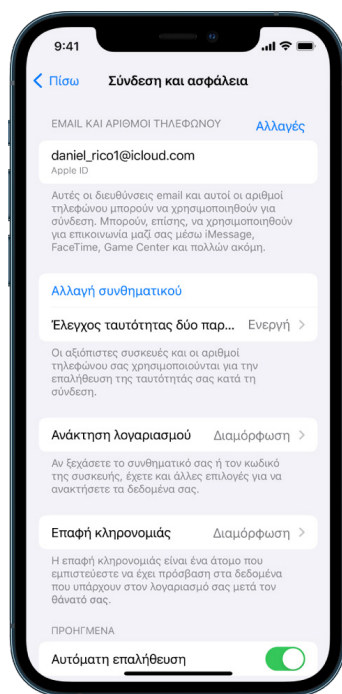 9:41
Πίσω Σύνδεση και ασφάλεια
EMAIL ΚΑΙ ΑΡΙΘΜΟΙ ΤΗΛΕΦΩΝΟΥ Αλλαγές
daniel_rico1@icloud.com
Apple ID
Αυτές οι διευθύνσεις email και αυτοί οι αριθμοί
τηλεφώνου μπορούν να χρησιμοποιηθούν για
σύνδεση. Μπορούν, επίσης, να χρησιμοποιηθούν
για επικοινωνία μαζί σας μέσω iMessage,
FaceTime, Game Center και πολλών ακόμη.
Αλλαγή συνθηματικού
Έλεγχος ταυτότητας δύο παρ... Ενεργή
Οι αξιόπιστες συσκευές και οι αριθμοί
τηλεφώνου σας χρησιμοποιούνται για την
επαλήθευση της ταυτότητάς σας κατά τη
σύνδεση.
Ανάκτηση λογαριασμού Διαμόρφωση
Αν ξεχάσετε το συνθηματικό σας ή τον κωδικό
της συσκευής, έχετε και άλλες επιλογές για να
ανακτήσετε τα δεδομένα σας.
Επαφή κληρονομιάς Διαμόρφωση
Η επαφή κληρονομιάς είναι ένα άτομο που
εμπιστεύεστε να έχει πρόσβαση στα δεδομένα
που υπάρχουν στον λογαριασμό σας μετά τον
θάνατό σας.
ΠΡΟΗΓΜΕΝΑ
Αυτόματη επαλήθευση